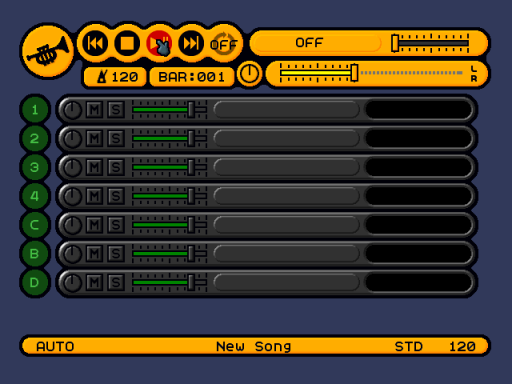 OFF
OFF
120
BAR:001
L
R
1 M S
2 M S
3 M S
4 M S
C M S
B M S
D M S
AUTO New Song STD 120